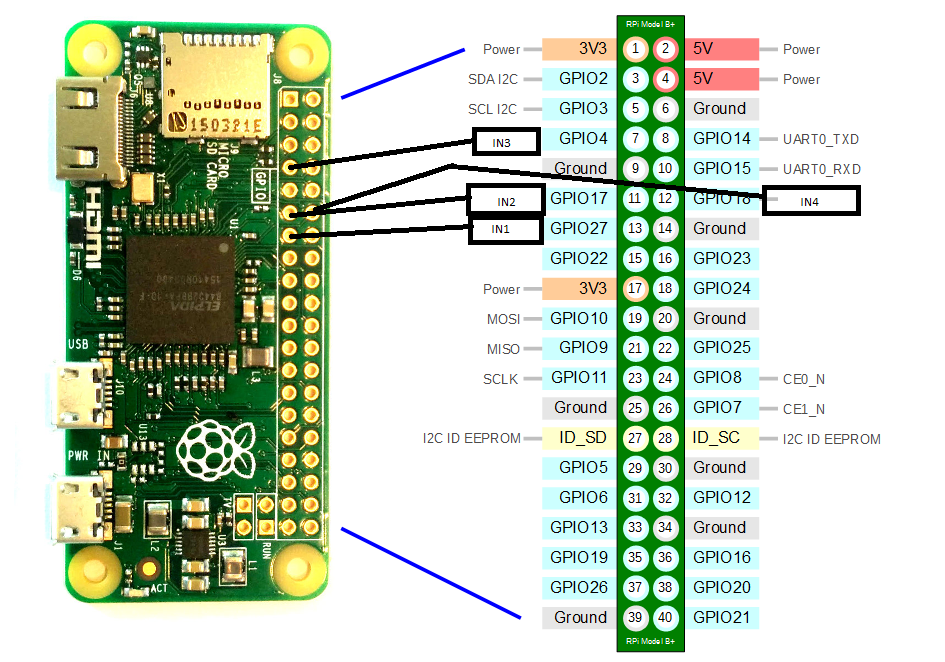 RPi Model B+
Power 3V3 1 2 5V Power
SDA I2C GPIO2 3 4 5V Power
SCL I2C GPIO3 5 6 Ground
IN3 GPIO4 7 8 GPIO14 UART0_TXD
Ground 9 10 GPIO15 UART0_RXD
IN2 GPIO17 11 12 GPIO18 IN4
IN1 GPIO27 13 14 Ground
GPIO22 15 16 GPIO23
Power 3V3 17 18 GPIO24
MOSI GPIO10 19 20 Ground
MISO GPIO9 21 22 GPIO25
SCLK GPIO11 23 24 GPIO8 CE0_N
Ground 25 26 GPIO7 CE1_N
I2C ID EEPROM ID_SD 27 28 ID_SC I2C ID EEPROM
GPIO5 29 30 Ground
GPIO6 31 32 GPIO12
GPIO13 33 34 Ground
GPIO19 35 36 GPIO16
GPIO26 37 38 GPIO20
Ground 39 40 GPIO21
RPi Model B+
J8
MICRO
SD CARD
GPIO
X1
HDMI
D6
ELPIDA
USB
J10
U13
PWR IN
J1
L2
U3
L1
TV
RUN
ACT